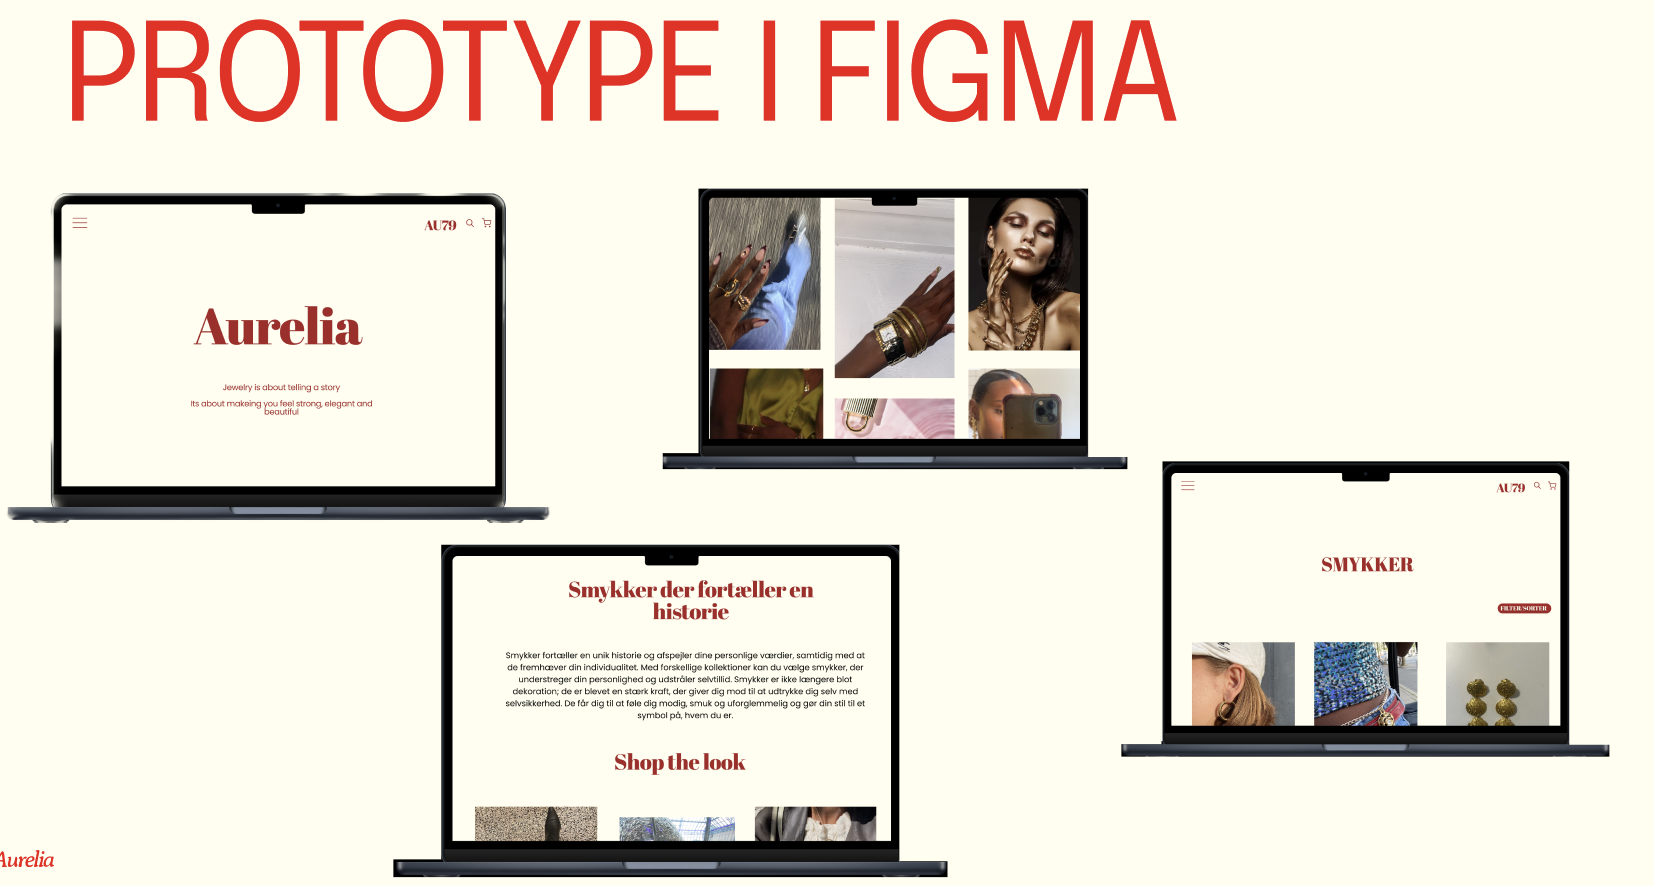 PROTOTYPE I FIGMA
AU79
Aurelia
Jewelry is about telling a story
Its about makeing you feel strong, elegant and
beautiful
Smykker der fortæller en
historie
Smykker fortæller en unik historie og afspejler dine personlige værdier, samtidig med at
de fremhæver din individualitet. Med forskellige kollektioner kan du vælge smykker, der
understreger din personlighed og udstråler selvtillid. Smykker er ikke længere blot
dekoration; de er blevet en stærk kraft, der giver dig mod til at udtrykke dig selv med
selvsikkerhed. De får dig til at føle dig modig, smuk og uforglemmelig og gør din stil til et
symbol på, hvem du er.
Shop the look
AU79
SMYKKER
FILTER/SORTER
Aurelia